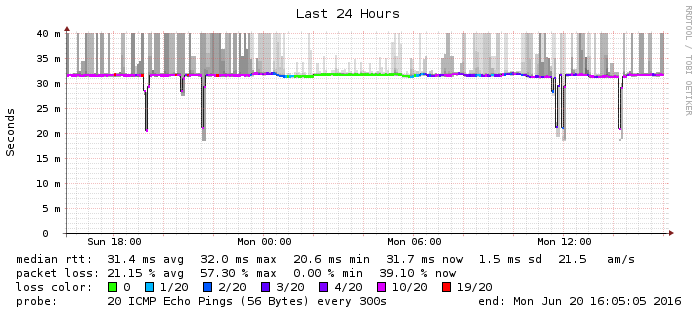 Last 24 Hours
RRDTOOL / TOBI OETIKER
Seconds
40 m
35 m
30 m
25 m
20 m
15 m
10 m
5 m
0
Sun 18:00 Mon 00:00 Mon 06:00 Mon 12:00
median rtt: 31.4 ms avg 32.0 ms max 20.6 ms min 31.7 ms now 1.5 ms sd 21.5 am/s
packet loss: 21.15 % avg 57.30 % max 0.00 % min 39.10 % now
loss color: 0 1/20 2/20 3/20 4/20 10/20 19/20
probe: 20 ICMP Echo Pings (56 Bytes) every 300s end: Mon Jun 20 16:05:05 2016